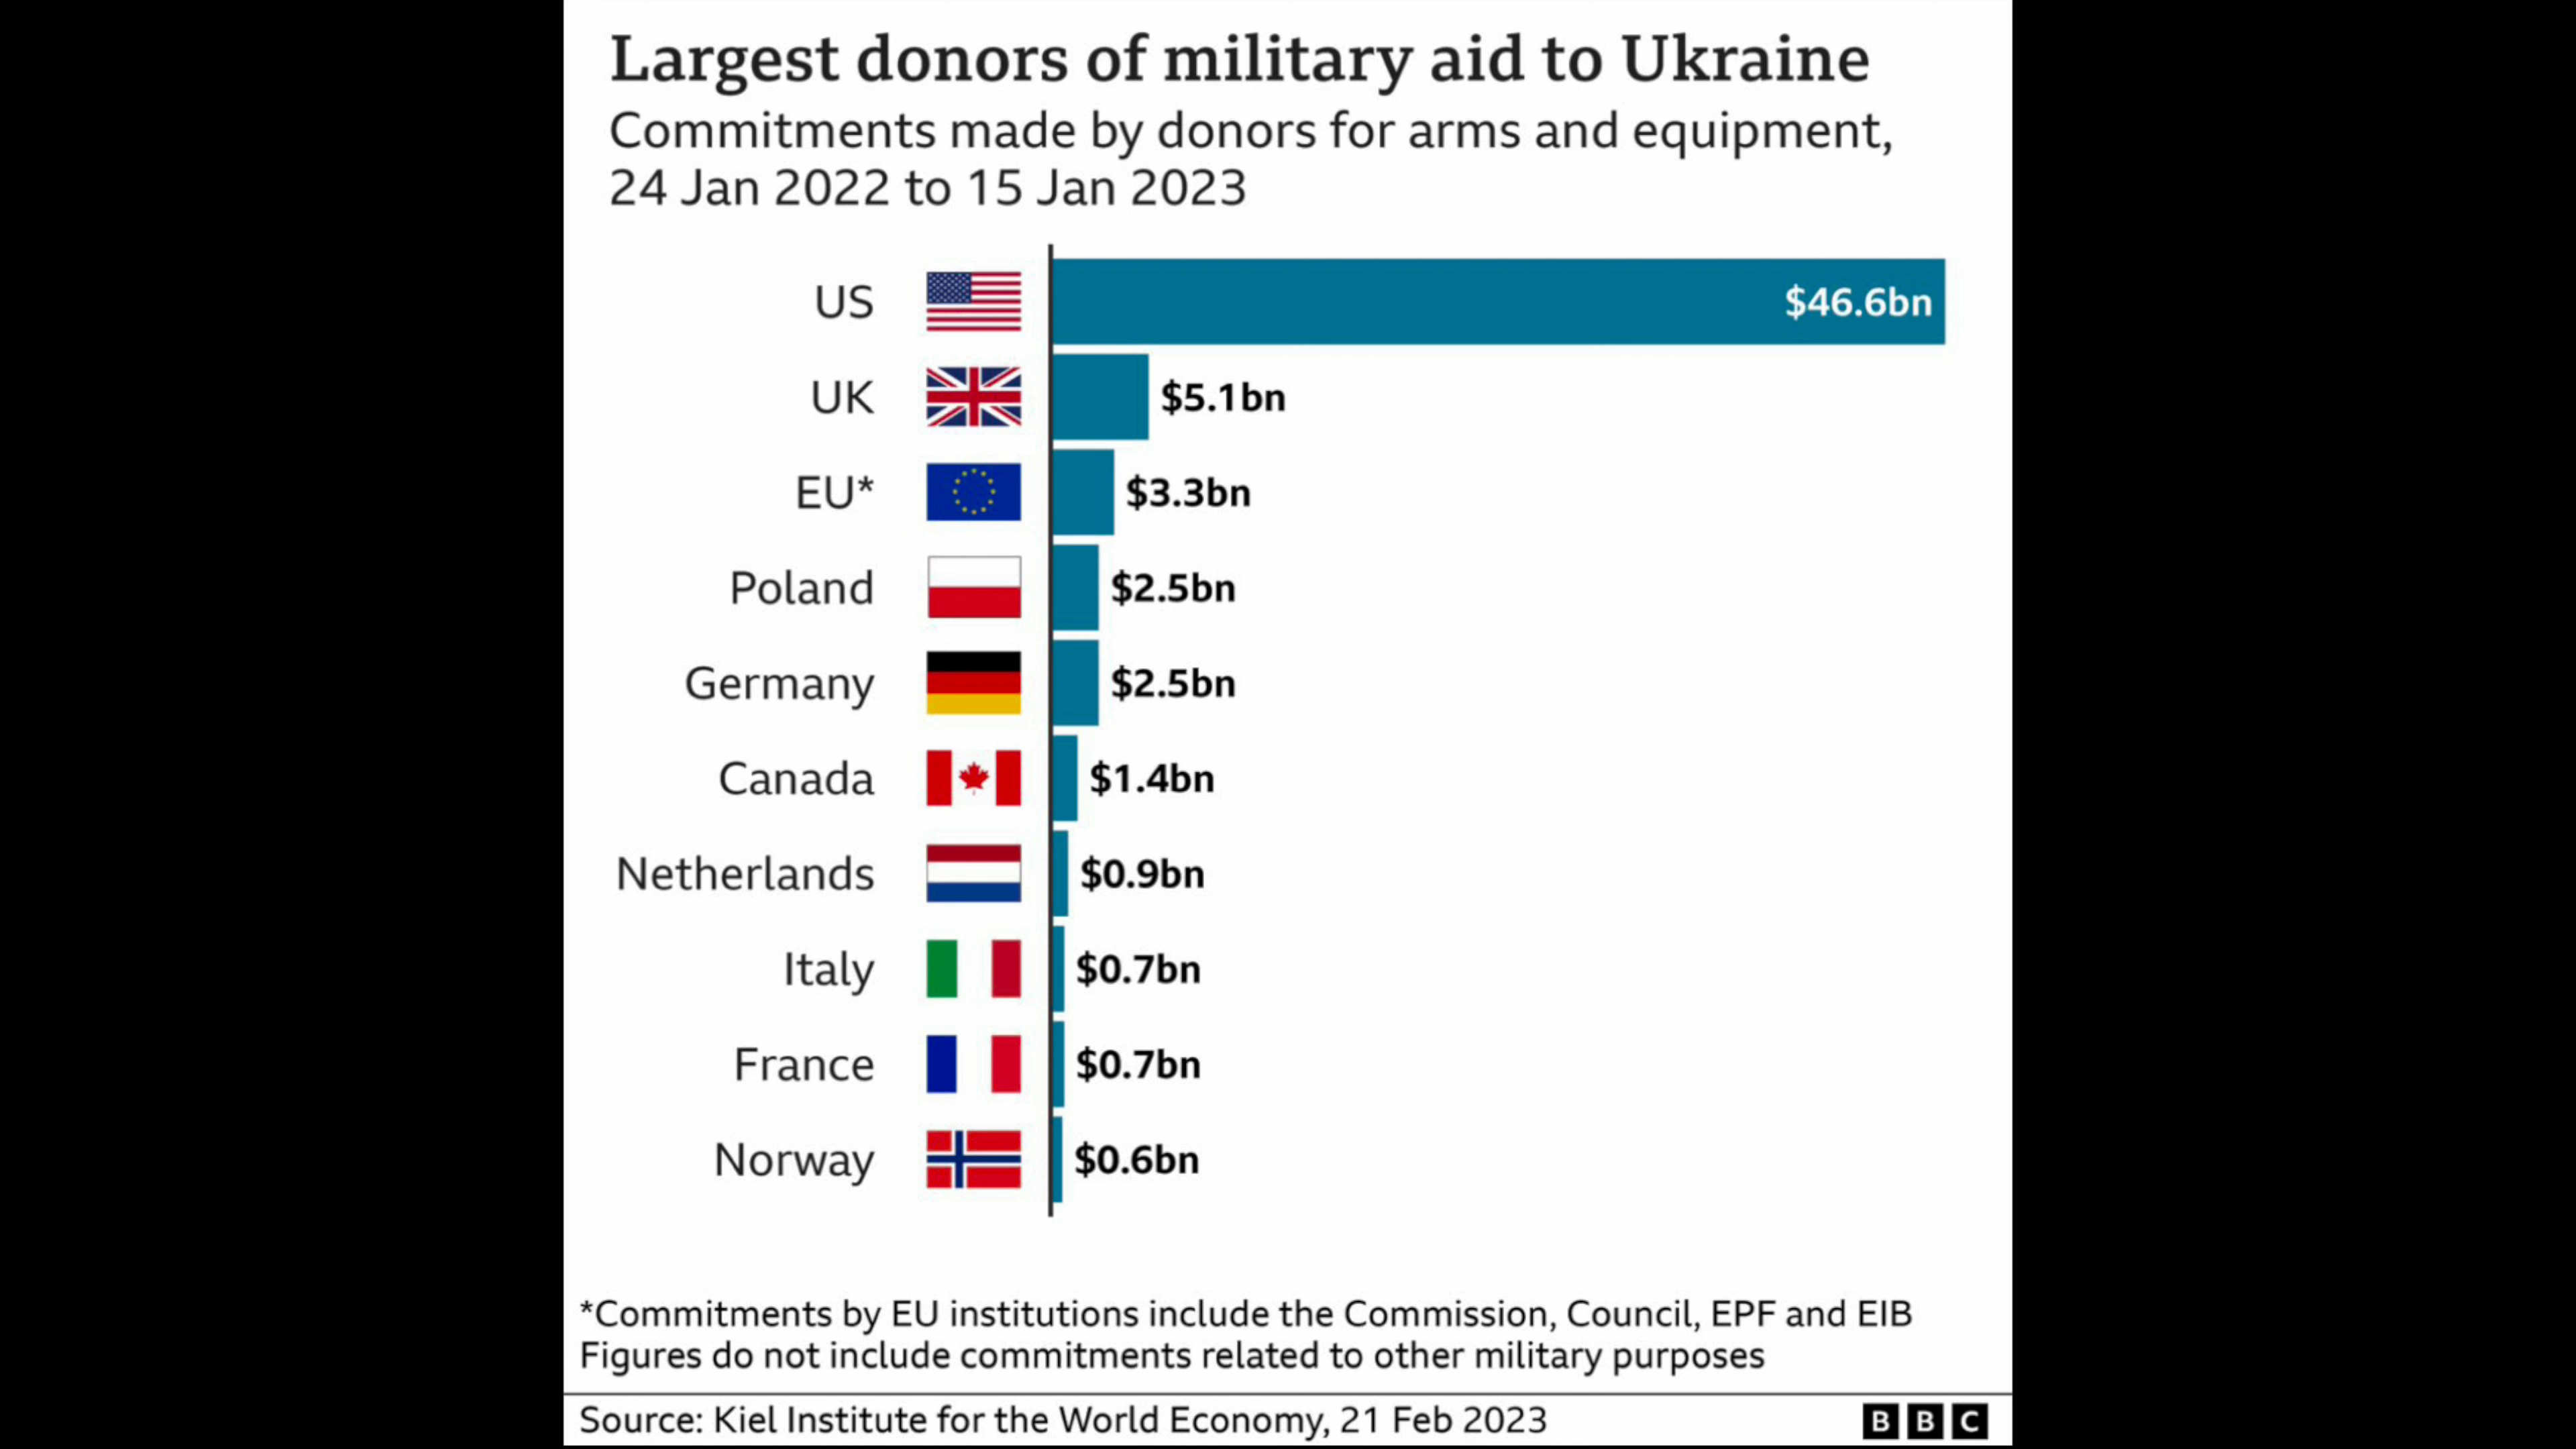 Largest donors of military aid to Ukraine
Commitments made by donors for arms and equipment,
24 Jan 2022 to 15 Jan 2023
US $46.6bn
UK $5.1bn
EU* $3.3bn
Poland $2.5bn
Germany $2.5bn
Canada $1.4bn
Netherlands $0.9bn
Italy $0.7bn
France $0.7bn
Norway $0.6bn
*Commitments by EU institutions include the Commission, Council, EPF and EIB
Figures do not include commitments related to other military purposes
Source: Kiel Institute for the World Economy, 21 Feb 2023 BBC